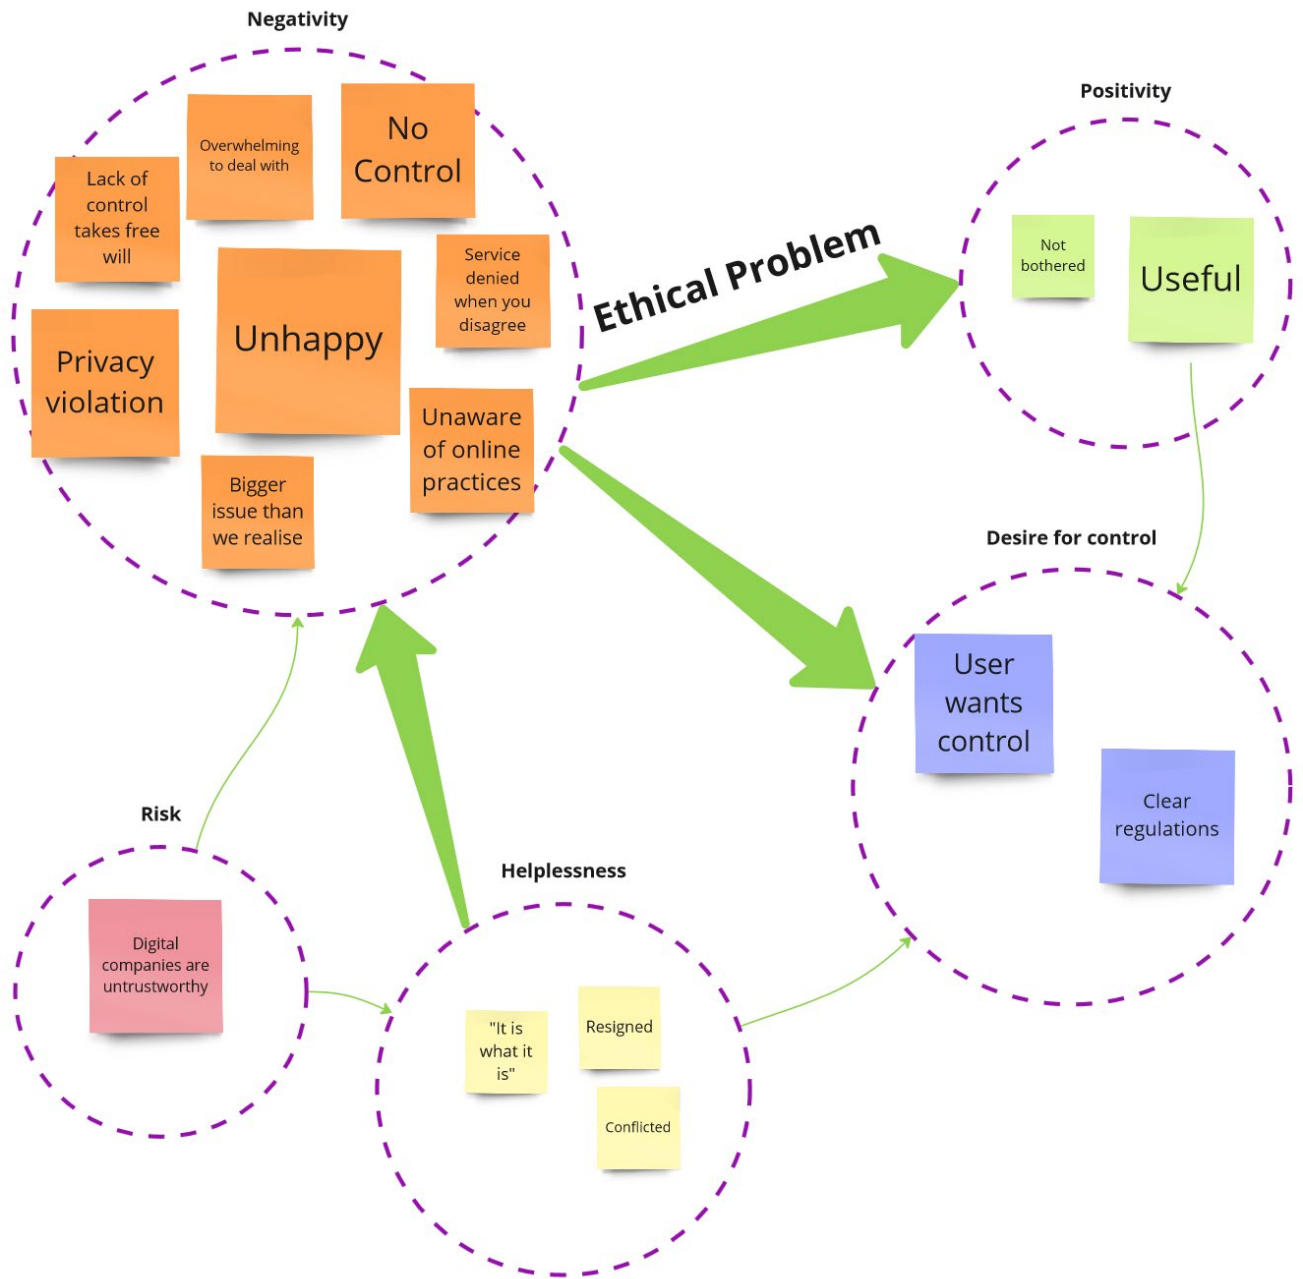 Negativity
Overwhelming
to deal with
No
Control
Lack of
control
takes free
will
Service
denied
when you
disagree
Unhappy
Privacy
violation
Unaware
of online
practices
Bigger
issue than
we realise
Ethical Problem
Positivity
Not
bothered
Useful
Desire for control
User
wants
control
Clear
regulations
Risk
Digital
companies are
untrustworthy
Helplessness
"It is
what it
is"
Resigned
Conflicted